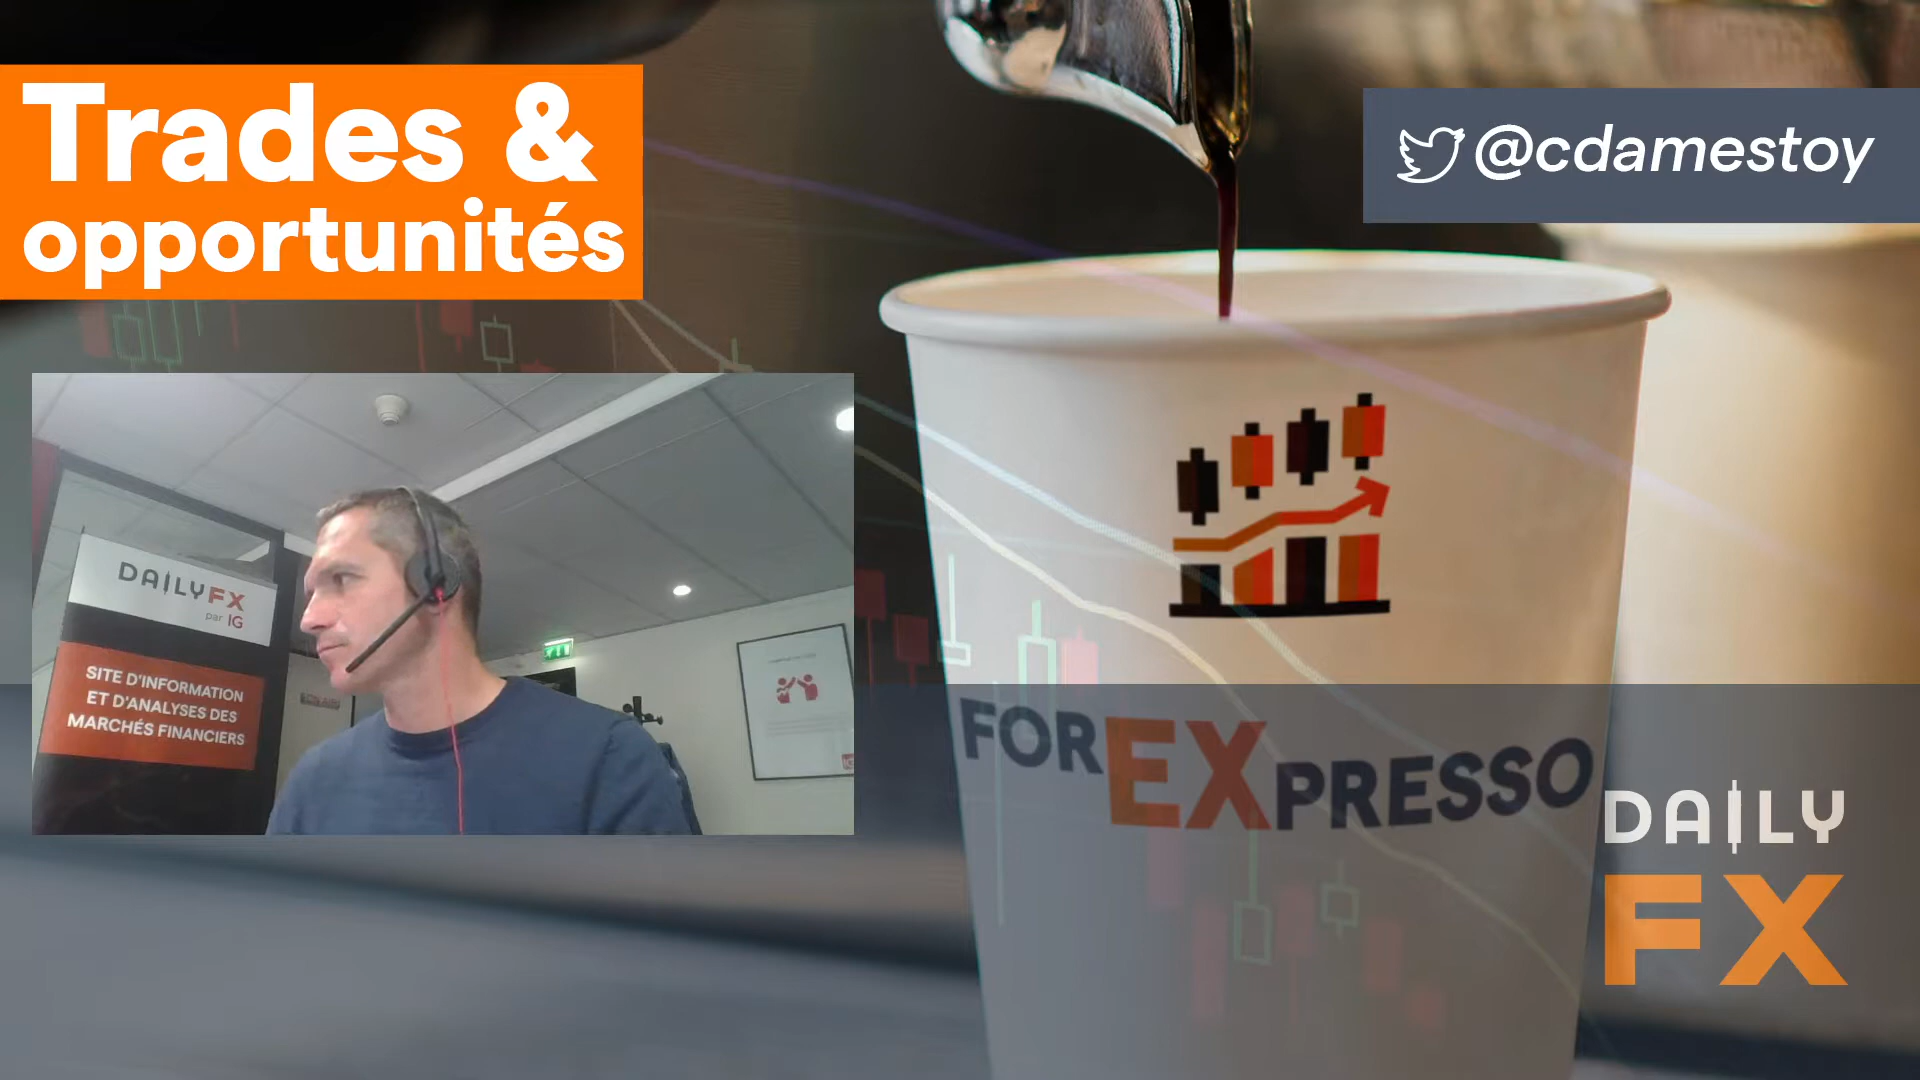 Trades &
opportunités
@cdamestoy
DAILYFX
par IG
SITE D'INFORMATION
ET D'ANALYSES DES
MARCHÉS FINANCIERS
FOREXPRESSO
DAILY
FX